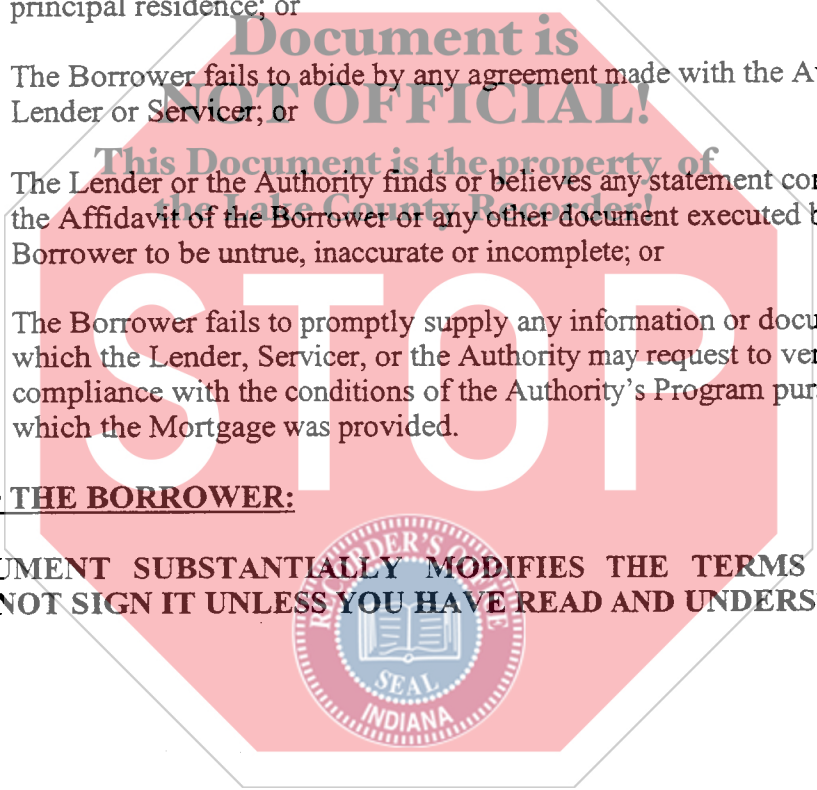 principal residence; or
Document is
The Borrower fails to abide by any agreement made with the A
NOT OFFICIAL!
Lender or Servicer; or
This Document is the property of
The Lender or the Authority finds or believes any statement con
the Lake County Recorder!
the Affidavit of the Borrower or any other document executed b
Borrower to be untrue, inaccurate or incomplete; or
STOP
The Borrower fails to promptly supply any information or docu
which the Lender, Servicer, or the Authority may request to ver
compliance with the conditions of the Authority's Program pur
which the Mortgage was provided.
THE BORROWER:
UMENT SUBSTANTIALLY MODIFIES THE TERMS
NOT SIGN IT UNLESS YOU HAVE READ AND UNDERS
RECORDER'S OFFICE
SEAL
INDIANA